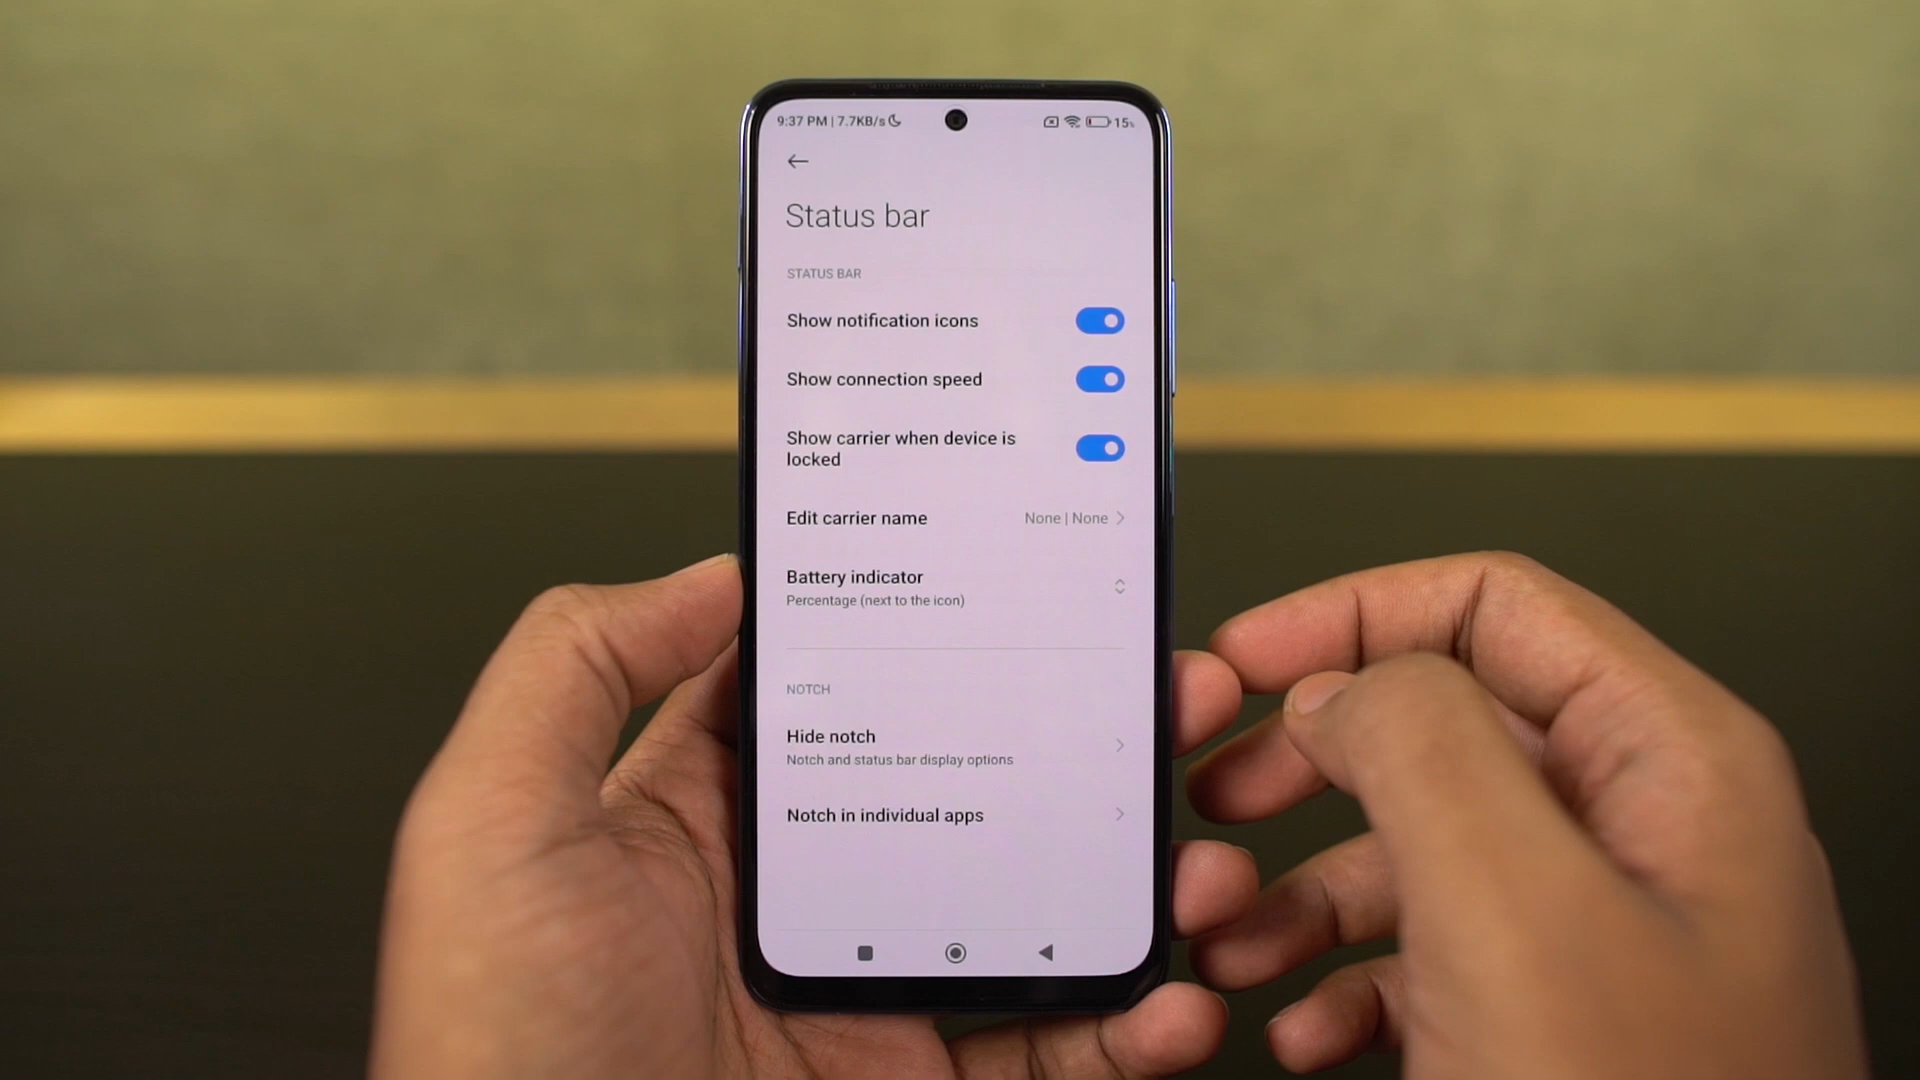 9:37 PM | 7.7KB/s 15%
Status bar
STATUS BAR
Show notification icons
Show connection speed
Show carrier when device is
locked
Edit carrier name None | None
Battery indicator
Percentage (next to the icon)
NOTCH
Hide notch
Notch and status bar display options
Notch in individual apps